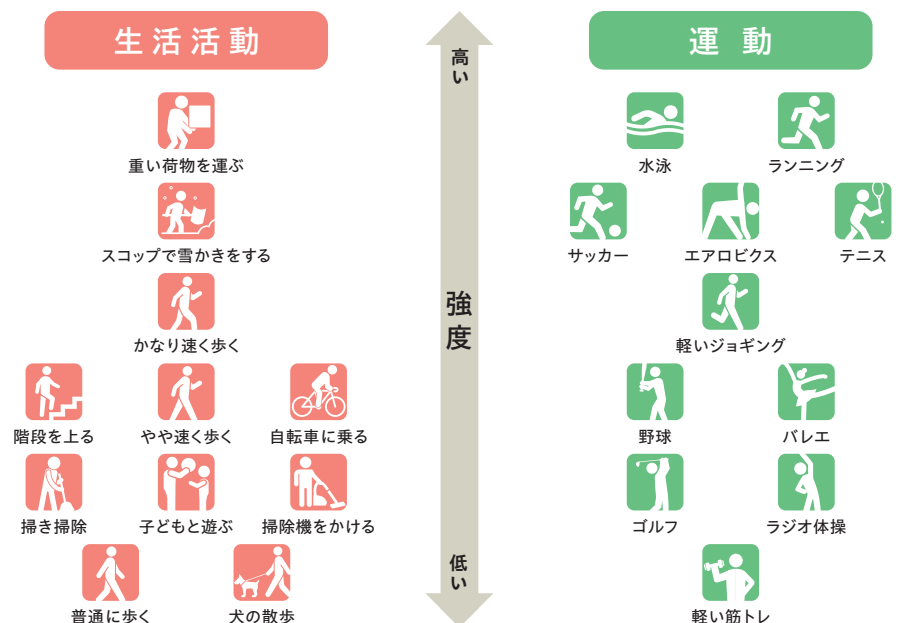 生活活動
重い荷物を運ぶ
スコップで雪かきをする
かなり速く歩く
階段を上る
やや速く歩く
自転車に乗る
掃き掃除
子どもと遊ぶ
掃除機をかける
普通に歩く
犬の散歩
高い
強度
低い
運動
水泳
ランニング
サッカー
エアロビクス
テニス
軽いジョギング
野球
バレエ
ゴルフ
ラジオ体操
軽い筋トレ